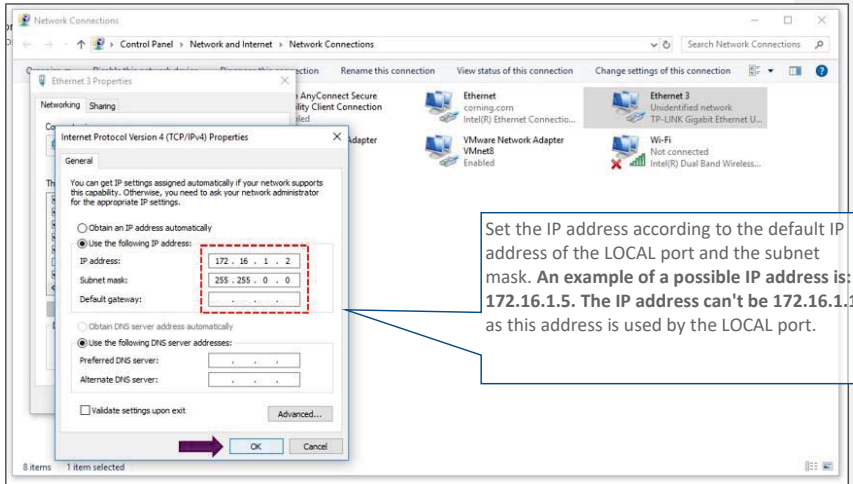 Network Connections
Control Panel > Network and Internet > Network Connections
Search Network Connections
Rename this connection
View status of this connection
Change settings of this connection
Ethernet 3 Properties
AnyConnect Secure
Client Connection
Ethernet
corning.com
Intel(R) Ethernet Connectio...
Ethernet 3
Unidentified network
TP-LINK Gigabit Ethernet U...
Networking
Sharing
Adapter
VMware Network Adapter
VMnet8
Enabled
Wi-Fi
Not connected
Intel(R) Dual Band Wireless...
Internet Protocol Version 4 (TCP/IPv4) Properties
General
You can get IP settings assigned automatically if your network supports
this capability. Otherwise, you need to ask your network administrator
for the appropriate IP settings.
Obtain an IP address automatically
Use the following IP address:
IP address:
172 . 16 . 1 . 2
Subnet mask:
255 . 255 . 0 . 0
Default gateway:
Obtain DNS server address automatically
Use the following DNS server addresses:
Preferred DNS server:
Alternate DNS server:
Validate settings upon exit
Advanced...
OK
Cancel
Set the IP address according to the default IP
address of the LOCAL port and the subnet
mask. An example of a possible IP address is:
172.16.1.5. The IP address can't be 172.16.1.1
as this address is used by the LOCAL port.
8 items
1 item selected